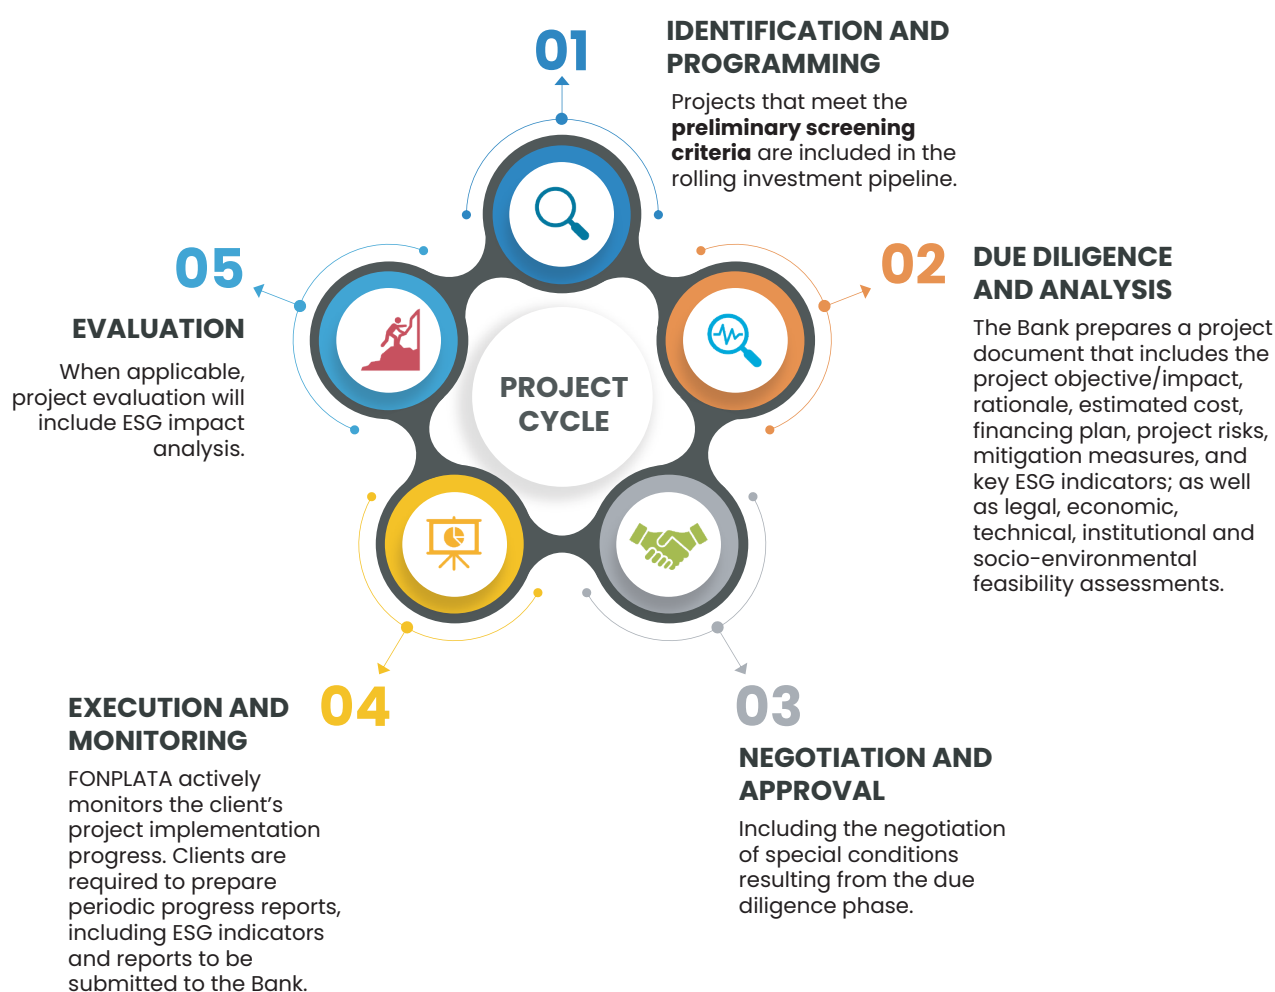 01
IDENTIFICATION AND
PROGRAMMING
Projects that meet the
preliminary screening
criteria are included in the
rolling investment pipeline.
02
DUE DILIGENCE
AND ANALYSIS
The Bank prepares a project
document that includes the
project objective/impact,
rationale, estimated cost,
financing plan, project risks,
mitigation measures, and
key ESG indicators; as well
as legal, economic,
technical, institutional and
socio-environmental
feasibility assessments.
03
NEGOTIATION AND
APPROVAL
Including the negotiation
of special conditions
resulting from the due
diligence phase.
04
EXECUTION AND
MONITORING
FONPLATA actively
monitors the client’s
project implementation
progress. Clients are
required to prepare
periodic progress reports,
including ESG indicators
and reports to be
submitted to the Bank.
05
EVALUATION
When applicable,
project evaluation will
include ESG impact
analysis.
PROJECT
CYCLE